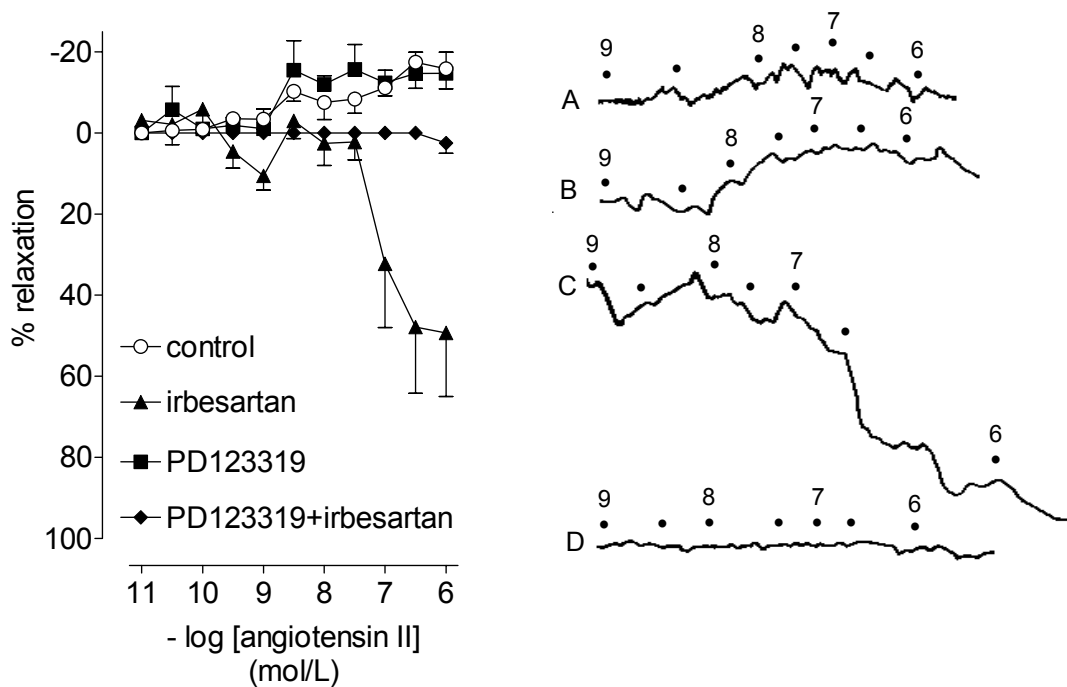 -20
0
20
40
60
80
100
% relaxation
control
irbesartan
PD123319
PD123319+irbesartan
11 10 9 8 7 6
- log [angiotensin II]
(mol/L)
A
9 8 7 6
B
9 8 7 6
C
9 8 7 6
D
9 8 7 6